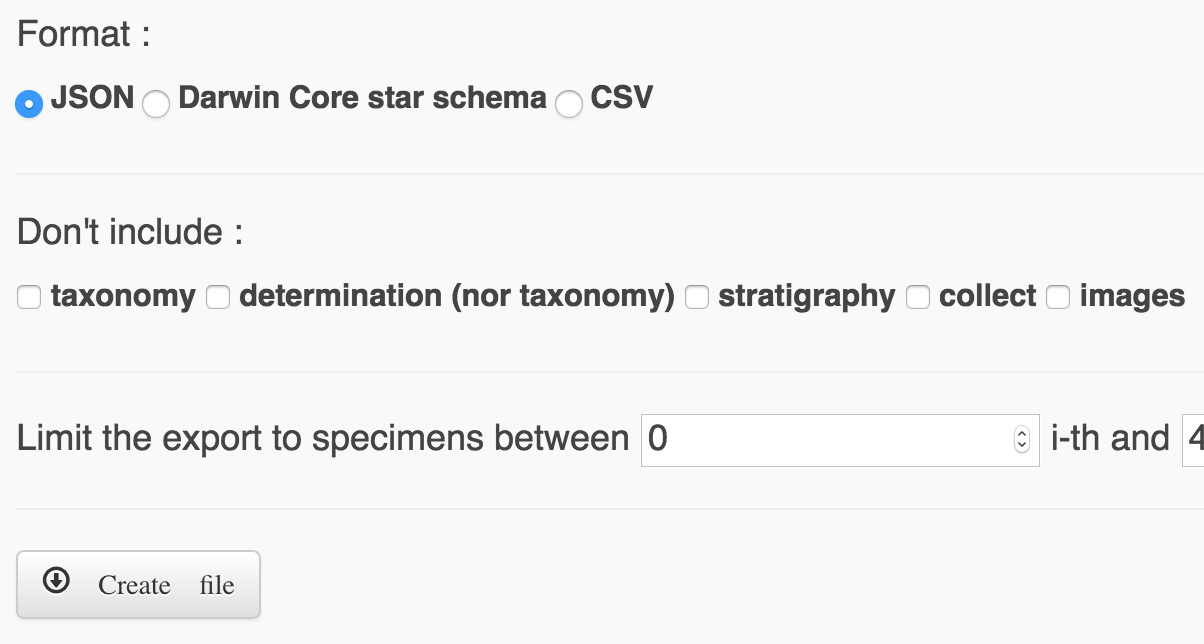 Format :
JSON Darwin Core star schema CSV
Don't include :
taxonomy determination (nor taxonomy) stratigraphy collect images
Limit the export to specimens between 0 i-th and 4
Create file